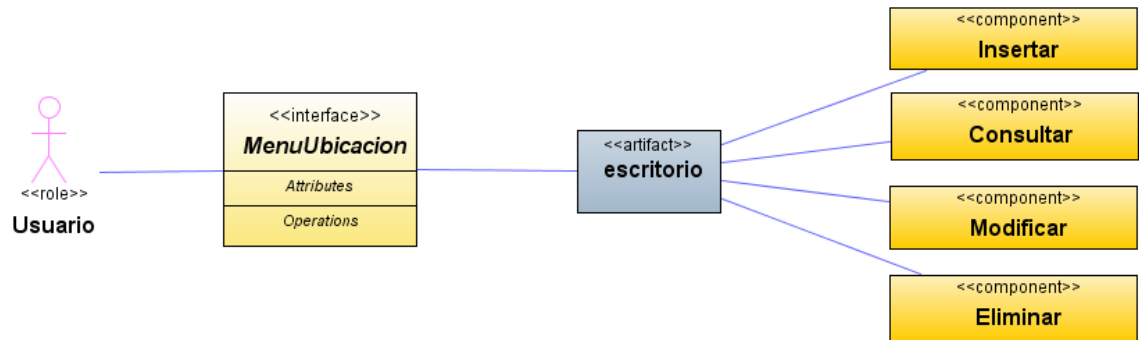 <<role>>
Usuario
<<interface>>
MenuUbicacion
Attributes
Operations
<<artifact>>
escritorio
<<component>>
Insertar
<<component>>
Consultar
<<component>>
Modificar
<<component>>
Eliminar